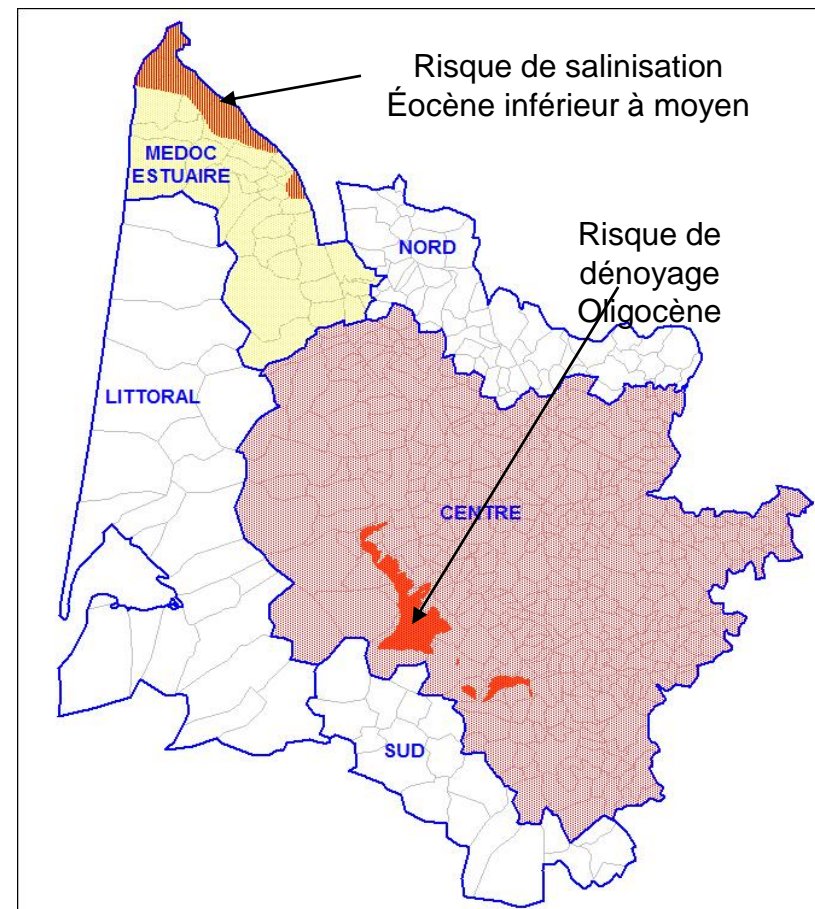 Risque de salinisation
Éocène inférieur à moyen
MEDOC
ESTUAIRE
NORD
Risque de
dénoyage
Oligocène
LITTORAL
CENTRE
SUD